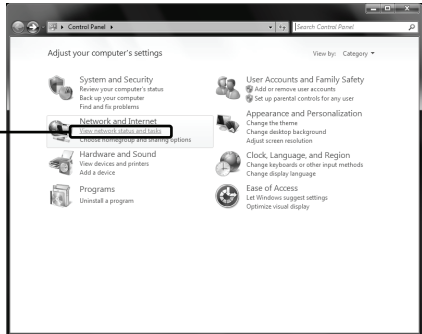 Control Panel
Search Control Panel
Adjust your computer's settings
View by: Category
System and Security
Review your computer's status
Back up your computer
Find and fix problems
Network and Internet
View network status and tasks
Choose homegroup and sharing options
Hardware and Sound
View devices and printers
Add a device
Programs
Uninstall a program
User Accounts and Family Safety
Add or remove user accounts
Set up parental controls for any user
Appearance and Personalization
Change the theme
Change desktop background
Adjust screen resolution
Clock, Language, and Region
Change keyboards or other input methods
Change display language
Ease of Access
Let Windows suggest settings
Optimize visual display